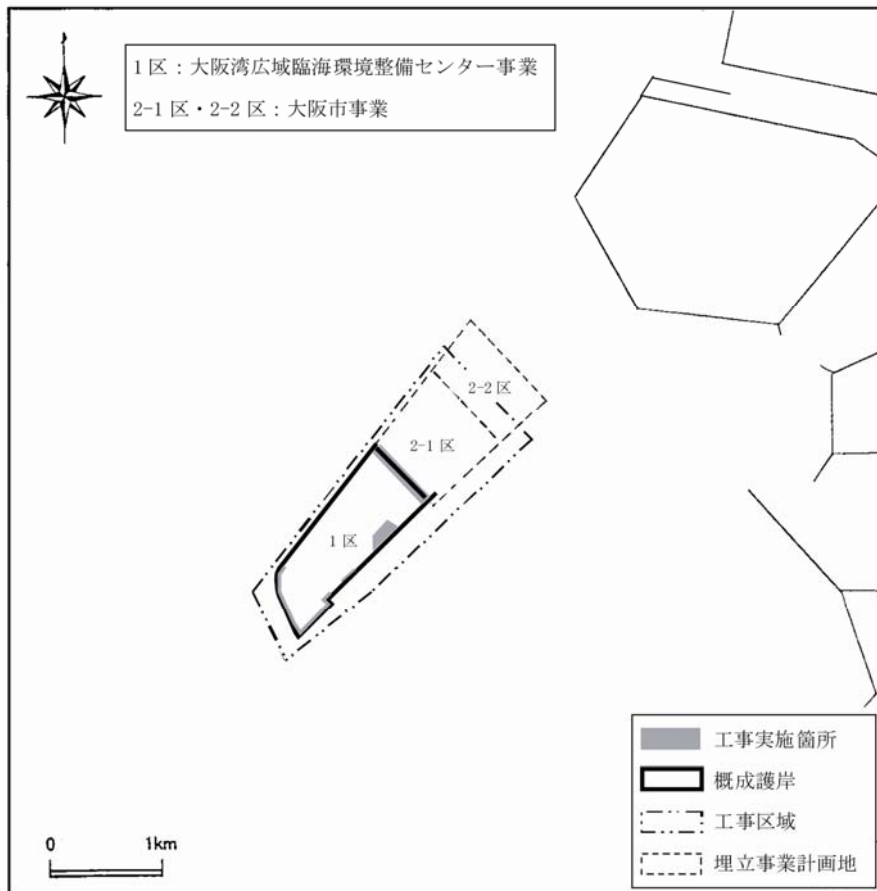 1区：大阪湾広域臨海環境整備センター事業
2-1区・2-2区：大阪市事業
2-2区
2-1区
1区
工事実施箇所
概成護岸
工事区域
埋立事業計画地
0 1km